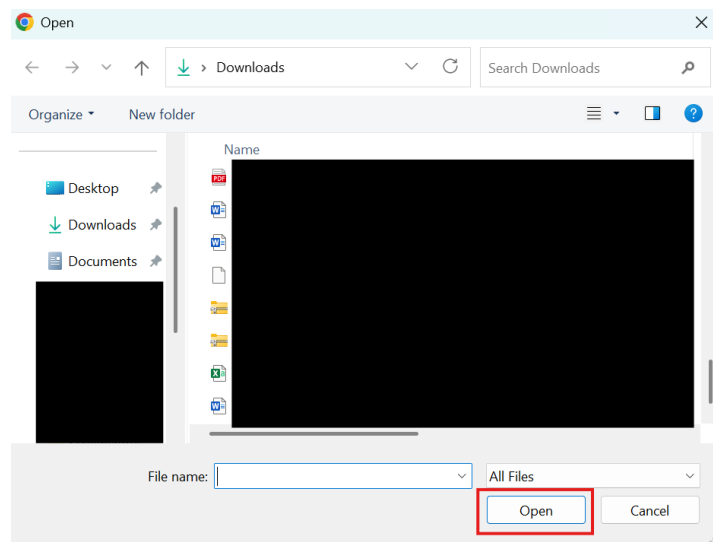 Open
Downloads
Search Downloads
Organize
New folder
?
Name
PDF
Desktop
Downloads
Documents
File name:
All Files
Open
Cancel